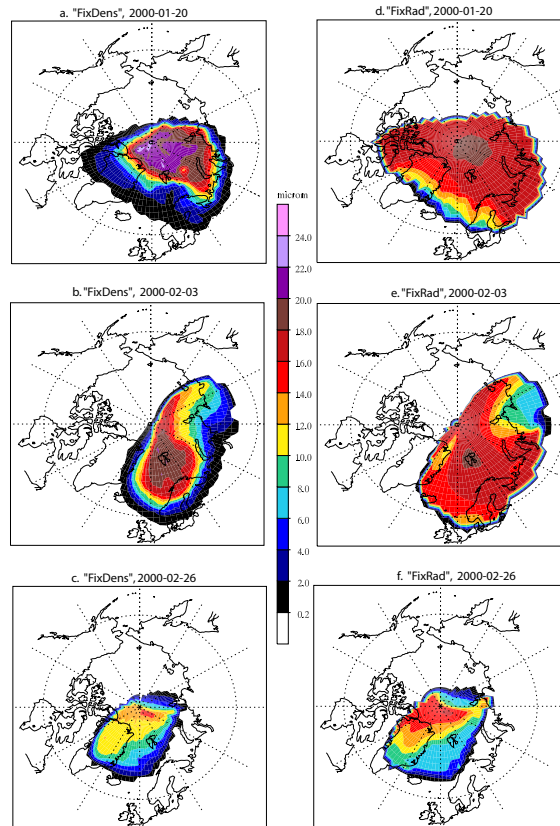 a. "FixDens", 2000-01-20
d. "FixRad", 2000-01-20
microm
24.0
22.0
20.0
18.0
16.0
14.0
12.0
10.0
8.0
6.0
4.0
2.0
0.2
b. "FixDens", 2000-02-03
e. "FixRad", 2000-02-03
c. "FixDens", 2000-02-26
f. "FixRad", 2000-02-26